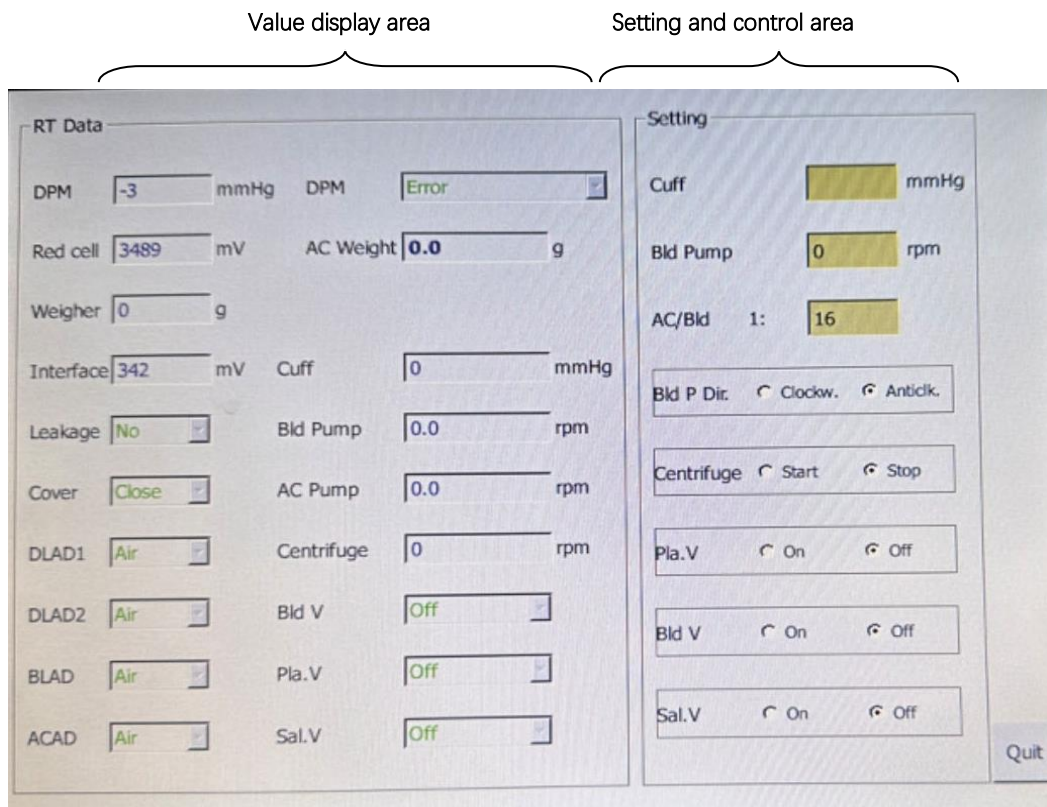 Value display area
Setting and control area
RT Data
DPM -3 mmHg DPM Error
Red cell 3489 mV AC Weight 0.0 g
Weigher 0 g
Interface 342 mV Cuff 0 mmHg
Leakage No Bld Pump 0.0 rpm
Cover Close AC Pump 0.0 rpm
DLAD1 Air Centrifuge 0 rpm
DLAD2 Air Bld V Off
BLAD Air Pla.V Off
ACAD Air Sal.V Off
Setting
Cuff mmHg
Bld Pump 0 rpm
AC/Bld 1: 16
Bld P Dir. Clockw. Anticlk.
Centrifuge Start Stop
Pla.V On Off
Bld V On Off
Sal.V On Off
Quit